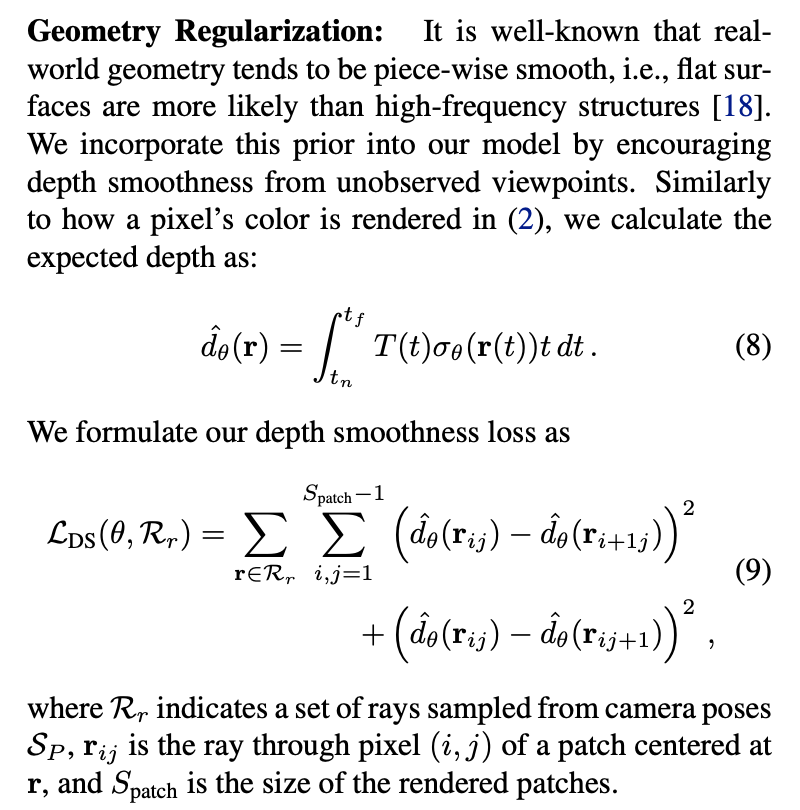 Geometry Regularization: It is well-known that real-
world geometry tends to be piece-wise smooth, i.e., flat sur-
faces are more likely than high-frequency structures [18].
We incorporate this prior into our model by encouraging
depth smoothness from unobserved viewpoints. Similarly
to how a pixel's color is rendered in (2), we calculate the
expected depth as:
$\hat{d}_\theta(\mathbf{r}) = \int_{t_n}^{t_f} T(t)\sigma_\theta(\mathbf{r}(t))t\,dt\,.$ (8)
We formulate our depth smoothness loss as
$\mathcal{L}_{\text{DS}}(\theta, \mathcal{R}_r) = \sum_{\mathbf{r}\in\mathcal{R}_r} \sum_{i,j=1}^{S_{\text{patch}}-1} \left(\hat{d}_\theta(\mathbf{r}_{ij}) - \hat{d}_\theta(\mathbf{r}_{i+1j})\right)^2$
(9)
$+ \left(\hat{d}_\theta(\mathbf{r}_{ij}) - \hat{d}_\theta(\mathbf{r}_{ij+1})\right)^2\,,$
where $\mathcal{R}_r$ indicates a set of rays sampled from camera poses
$\mathcal{S}_P$, $\mathbf{r}_{ij}$ is the ray through pixel $(i, j)$ of a patch centered at
$\mathbf{r}$, and $S_{\text{patch}}$ is the size of the rendered patches.